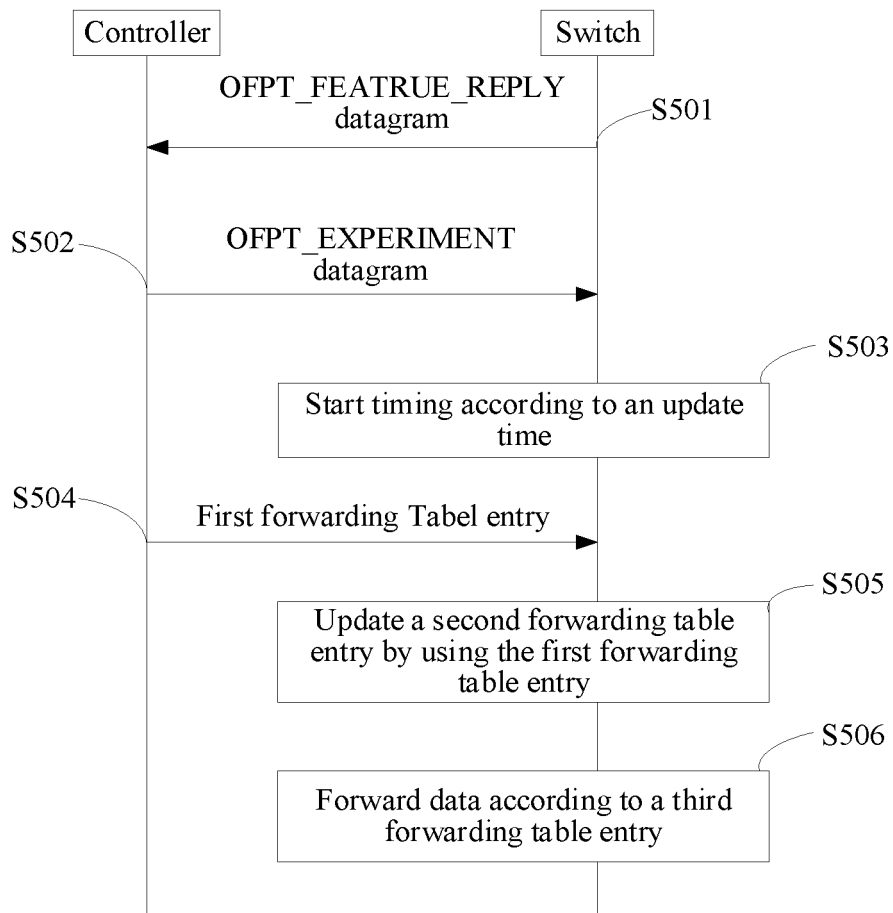 Controller
Switch
OFPT_FEATRUE_REPLY
datagram
S501
S502
OFPT_EXPERIMENT
datagram
S503
Start timing according to an update
time
S504
First forwarding Tabel entry
S505
Update a second forwarding table
entry by using the first forwarding
table entry
S506
Forward data according to a third
forwarding table entry